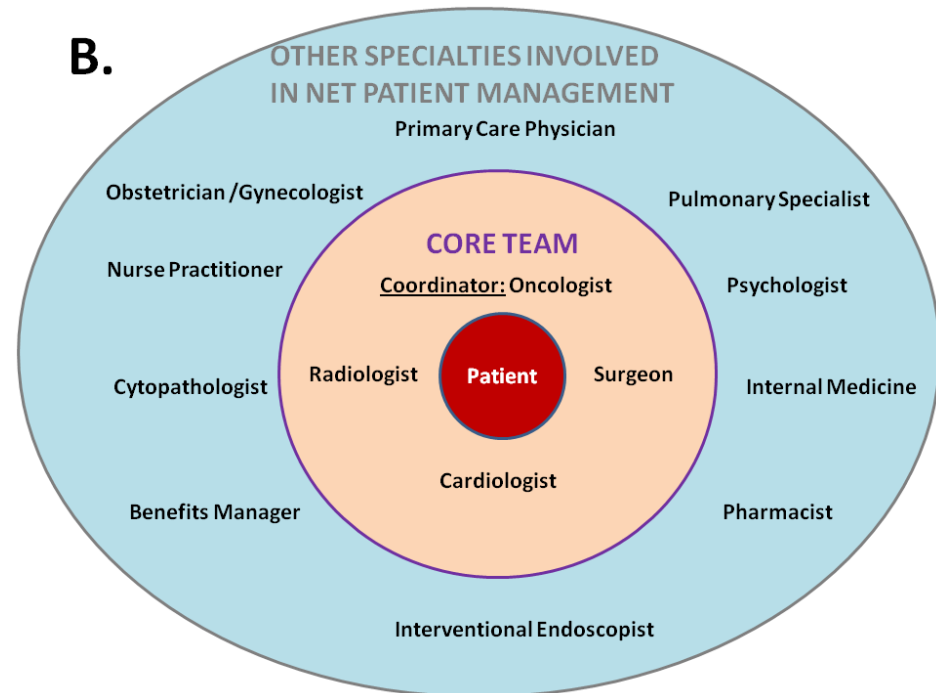 B.
OTHER SPECIALTIES INVOLVED
IN NET PATIENT MANAGEMENT
Primary Care Physician
Obstetrician /Gynecologist
Pulmonary Specialist
CORE TEAM
Nurse Practitioner
Coordinator: Oncologist
Psychologist
Radiologist
Patient
Surgeon
Cytopathologist
Internal Medicine
Cardiologist
Benefits Manager
Pharmacist
Interventional Endoscopist